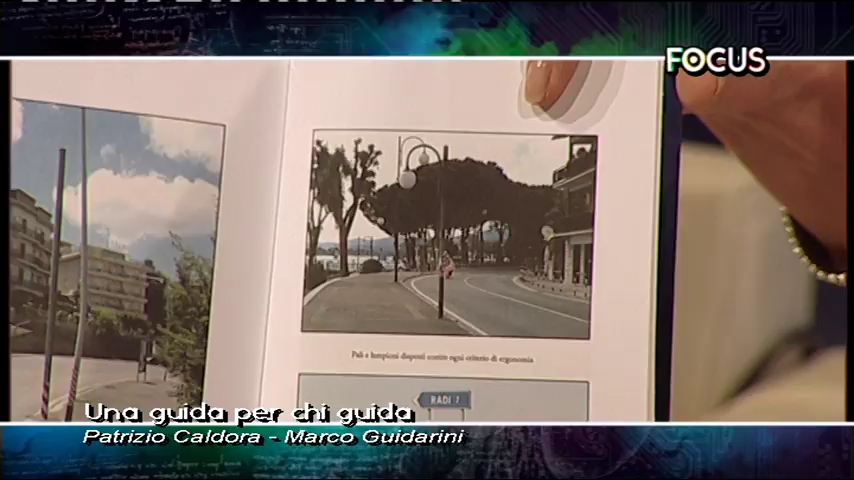 FOCUS
Pali e lampioni disposti contro ogni criterio di ergonomia
RADI 7
Una guida per chi guida
Patrizio Caldora - Marco Guidarini